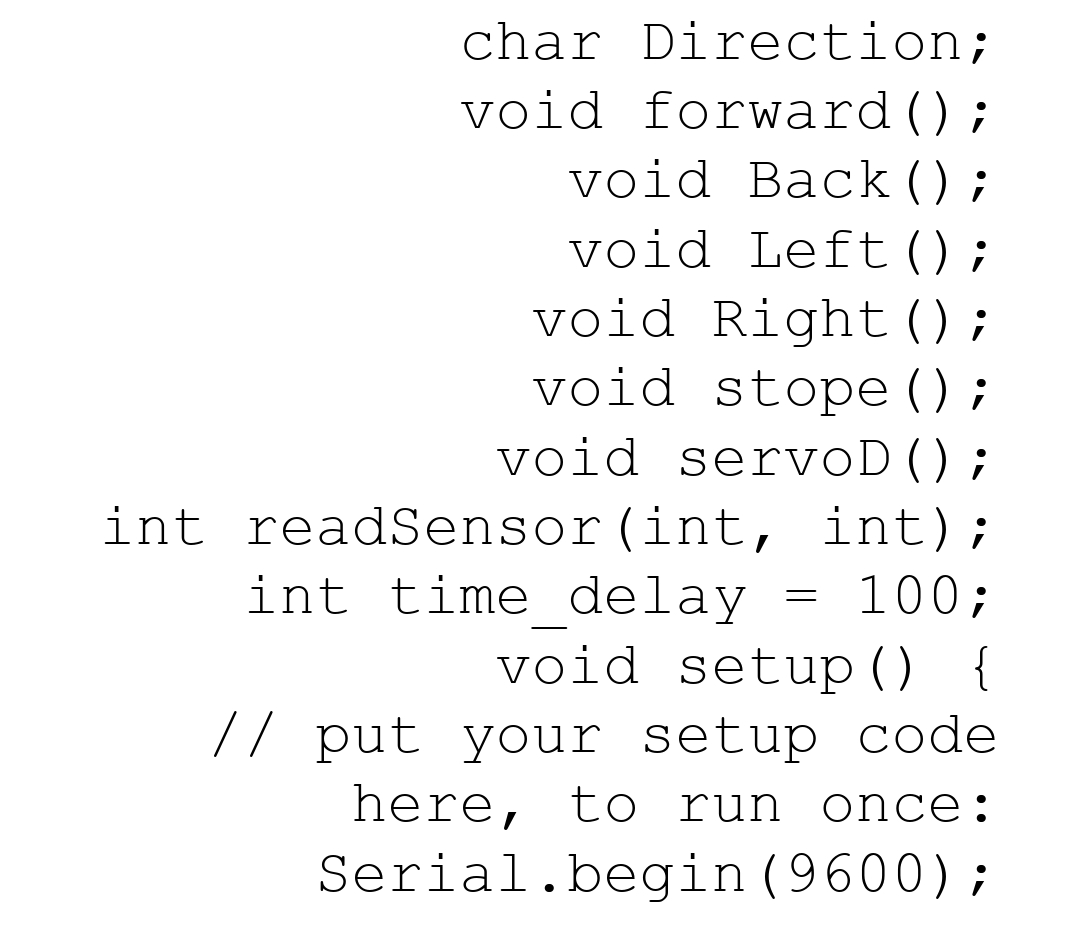 char Direction;
void forward();
void Back();
void Left();
void Right();
void stope();
void servoD();
int readSensor(int, int);
int time_delay = 100;
void setup() {
// put your setup code
here, to run once:
Serial.begin(9600);